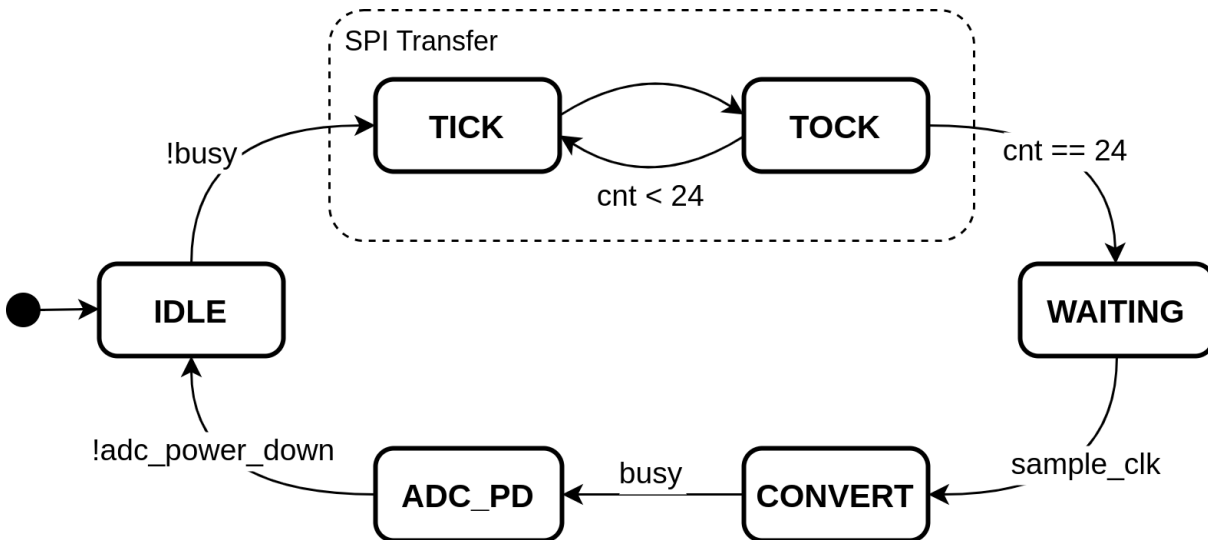 SPI Transfer
TICK
TOCK
!busy
cnt == 24
cnt < 24
IDLE
WAITING
!adc_power_down
busy
sample_clk
ADC_PD
CONVERT